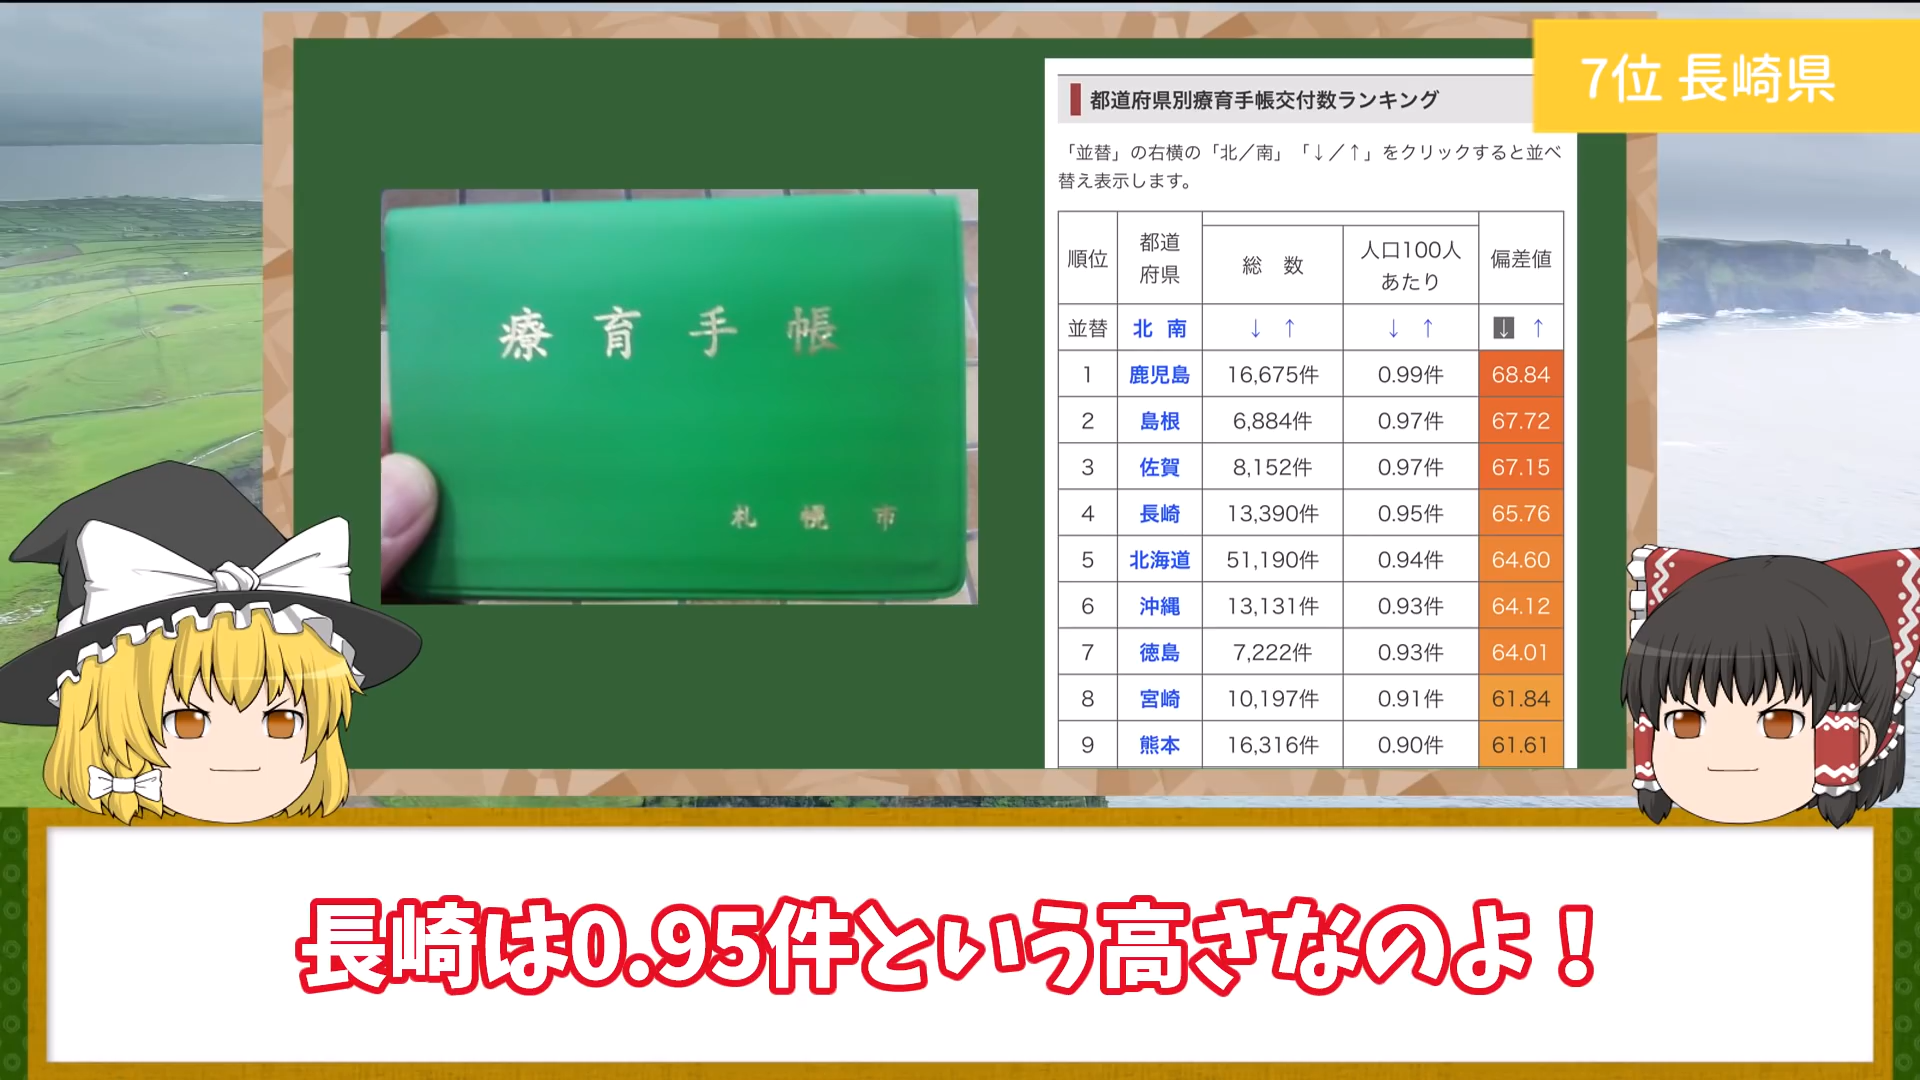 7位 長崎県
都道府県別療育手帳交付数ランキング
「並替」の右横の「北／南」「↓／↑」をクリックすると並べ
替え表示します。
順位 都道府県 総 数 人口100人あたり 偏差値
並替 北 南 ↓ ↑ ↓ ↑ ↓ ↑
1 鹿児島 16,675件 0.99件 68.84
2 島根 6,884件 0.97件 67.72
3 佐賀 8,152件 0.97件 67.15
4 長崎 13,390件 0.95件 65.76
5 北海道 51,190件 0.94件 64.60
6 沖縄 13,131件 0.93件 64.12
7 徳島 7,222件 0.93件 64.01
8 宮崎 10,197件 0.91件 61.84
9 熊本 16,316件 0.90件 61.61
療育手帳
札幌市
長崎は0.95件という高さなのよ！